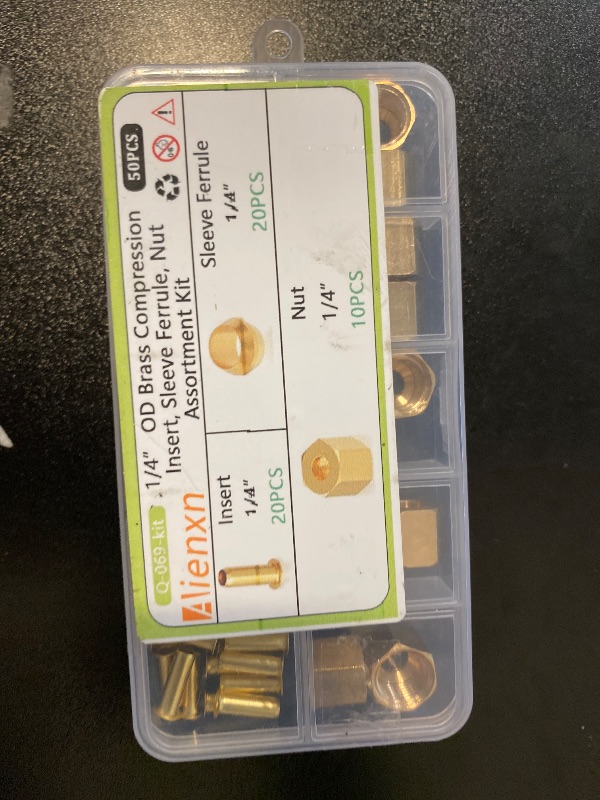 Q-069-kit
1/4" OD Brass Compression
50PCS
Insert, Sleeve Ferrule, Nut
Assortment Kit
Alienxn
Insert
1/4"
20PCS
Sleeve Ferrule
1/4"
20PCS
Nut
1/4"
10PCS